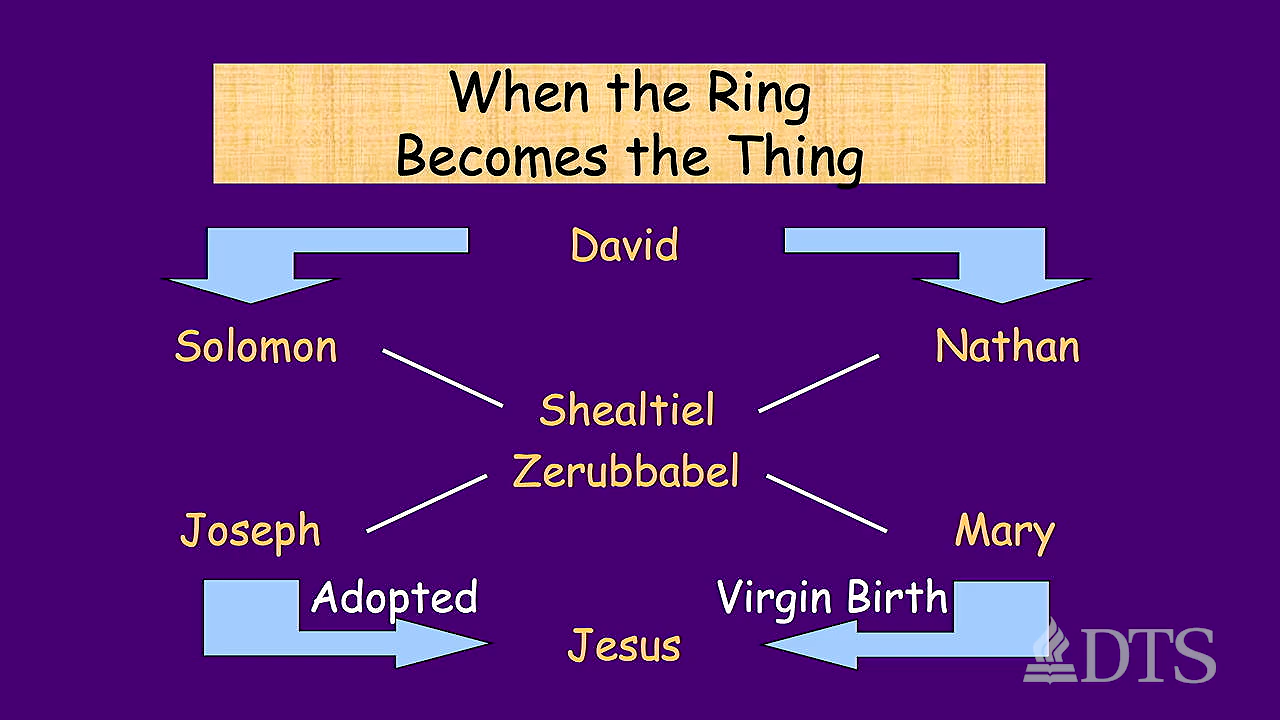 When the Ring
Becomes the Thing
David
Solomon
Nathan
Shealtiel
Zerubbabel
Joseph
Mary
Adopted
Virgin Birth
Jesus
DTS